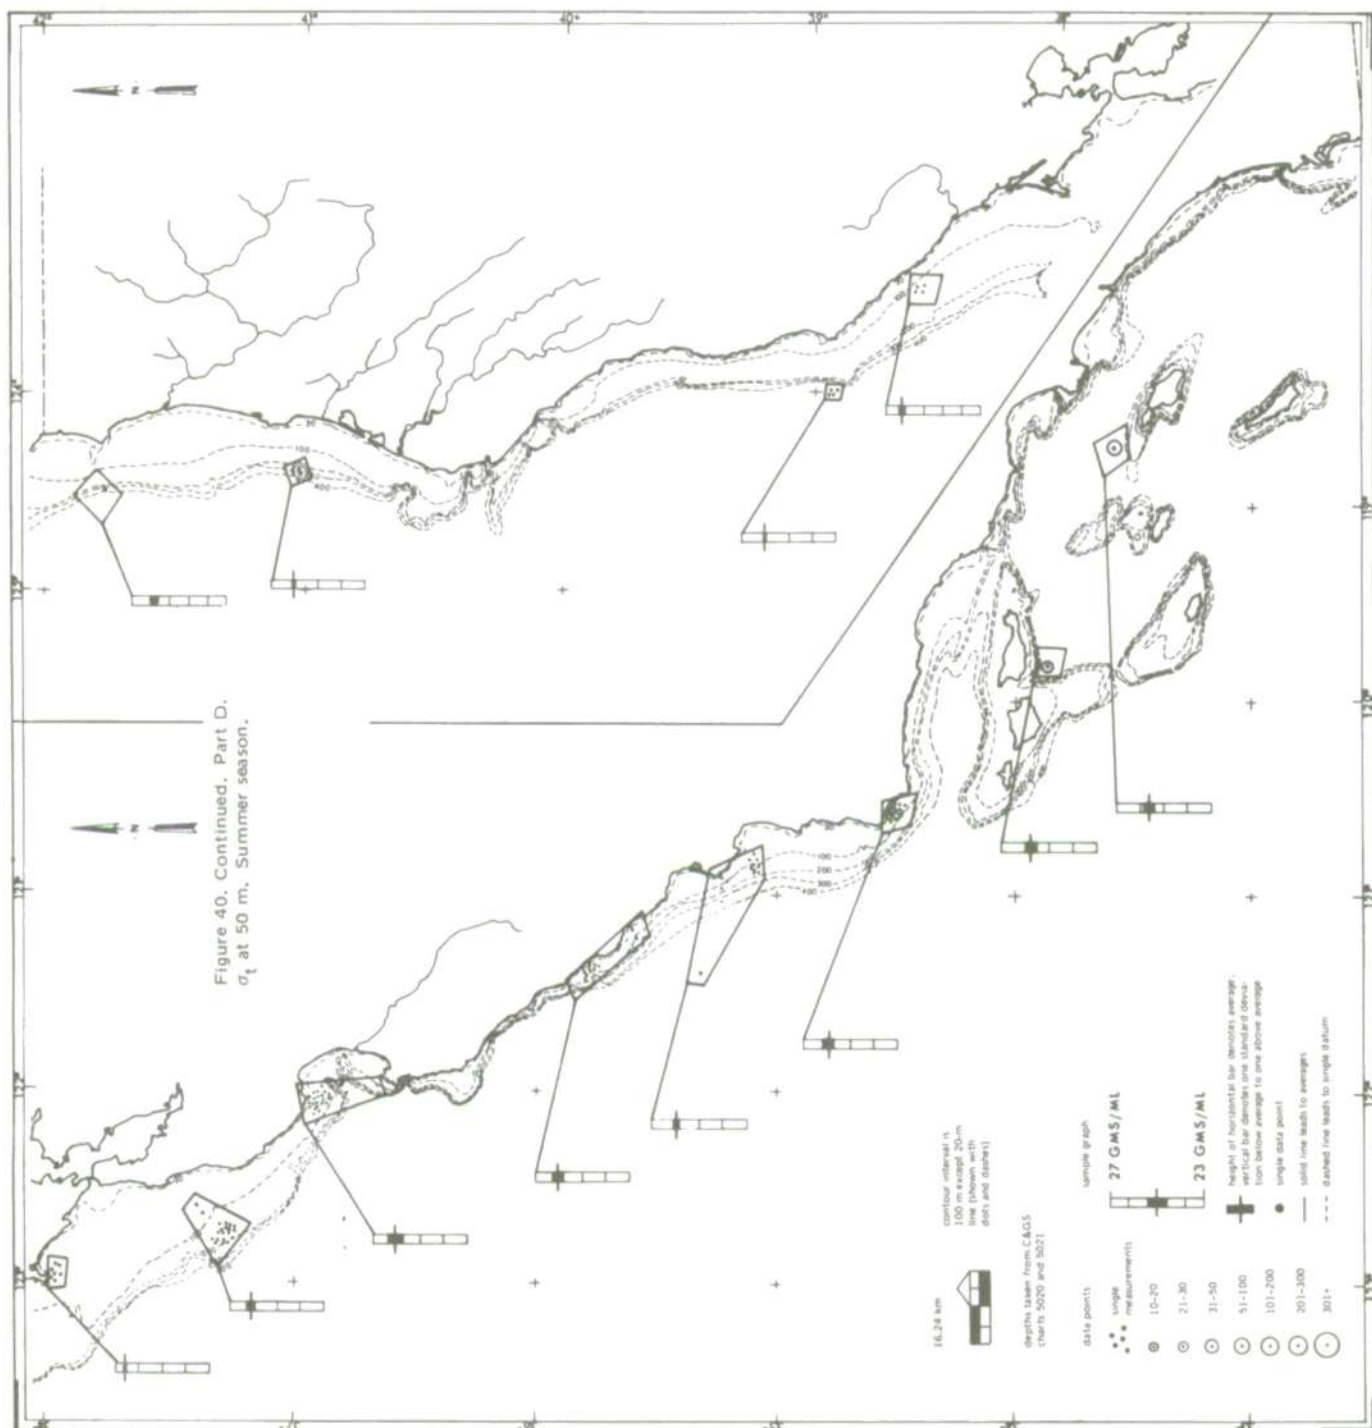 Figure 40. Continued. Part D.
σt at 50 m. Summer season.
N
N
42°
41°
40°
39°
124°
100
400
100
200
300
400
16.24 km
contour interval is
100 m except 20-m
line (shown with
dots and dashes)
depths taken from C&GS
charts 5020 and 5021
data points
single
measurements
10-20
21-30
31-50
51-100
101-200
201-300
301+
sample graph
27 GMS/ML
23 GMS/ML
height of horizontal bar denotes average;
vertical bar denotes one standard devia-
tion below average to one above average
single data point
solid line leads to averages
dashed line leads to single datum